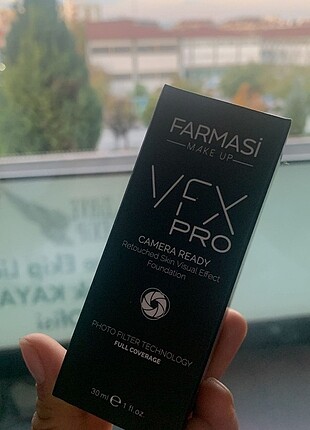 FARMASi
MAKE UP
VFX
PRO
CAMERA READY
Retouched Skin Visual Effect
Foundation
PHOTO FILTER TECHNOLOGY
FULL COVERAGE
30 ml e 1 fl. oz.
KAYA